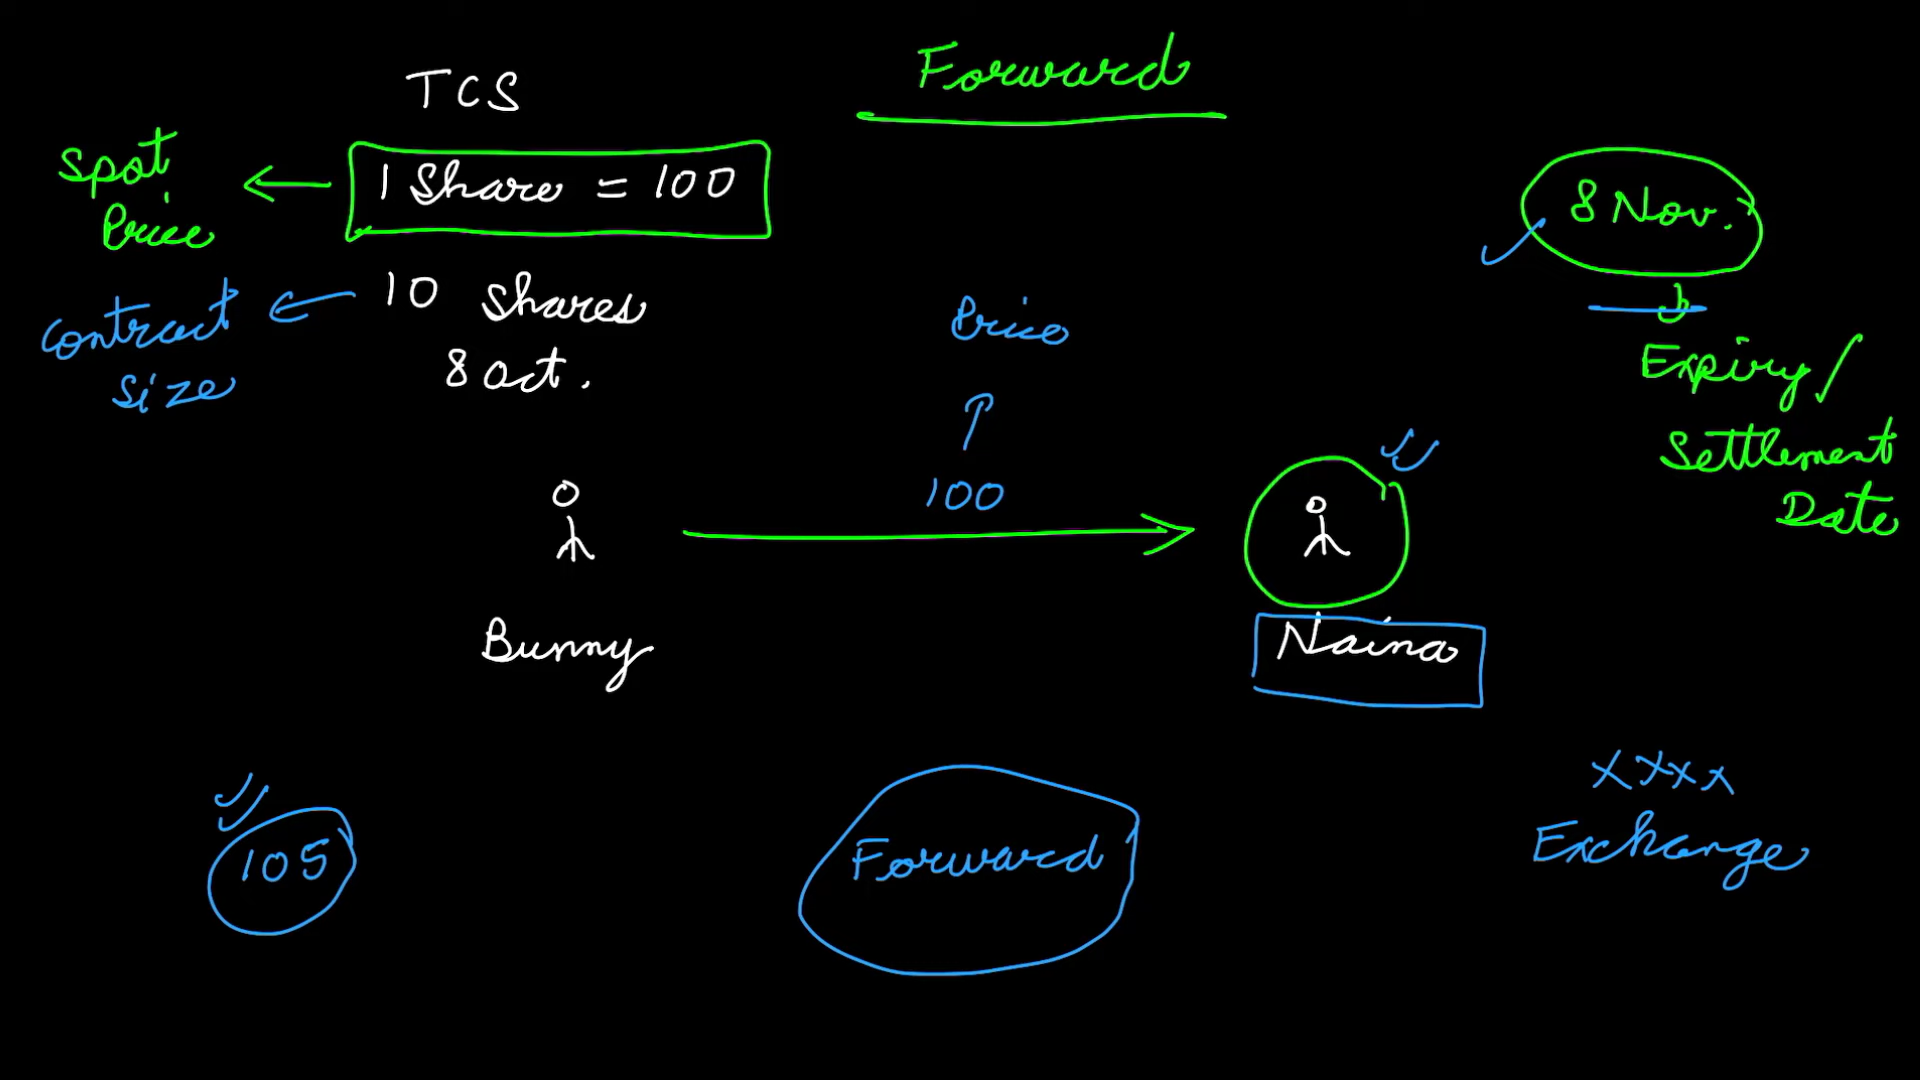 Forward
TCS
Spot
Price
1 Share = 100
8 Nov.
10 Shares
Contract
Size
8 Oct.
Price
Expiry/
Settlement
Date
100
Bunny
Naina
105
Forward
xxxx
Exchange